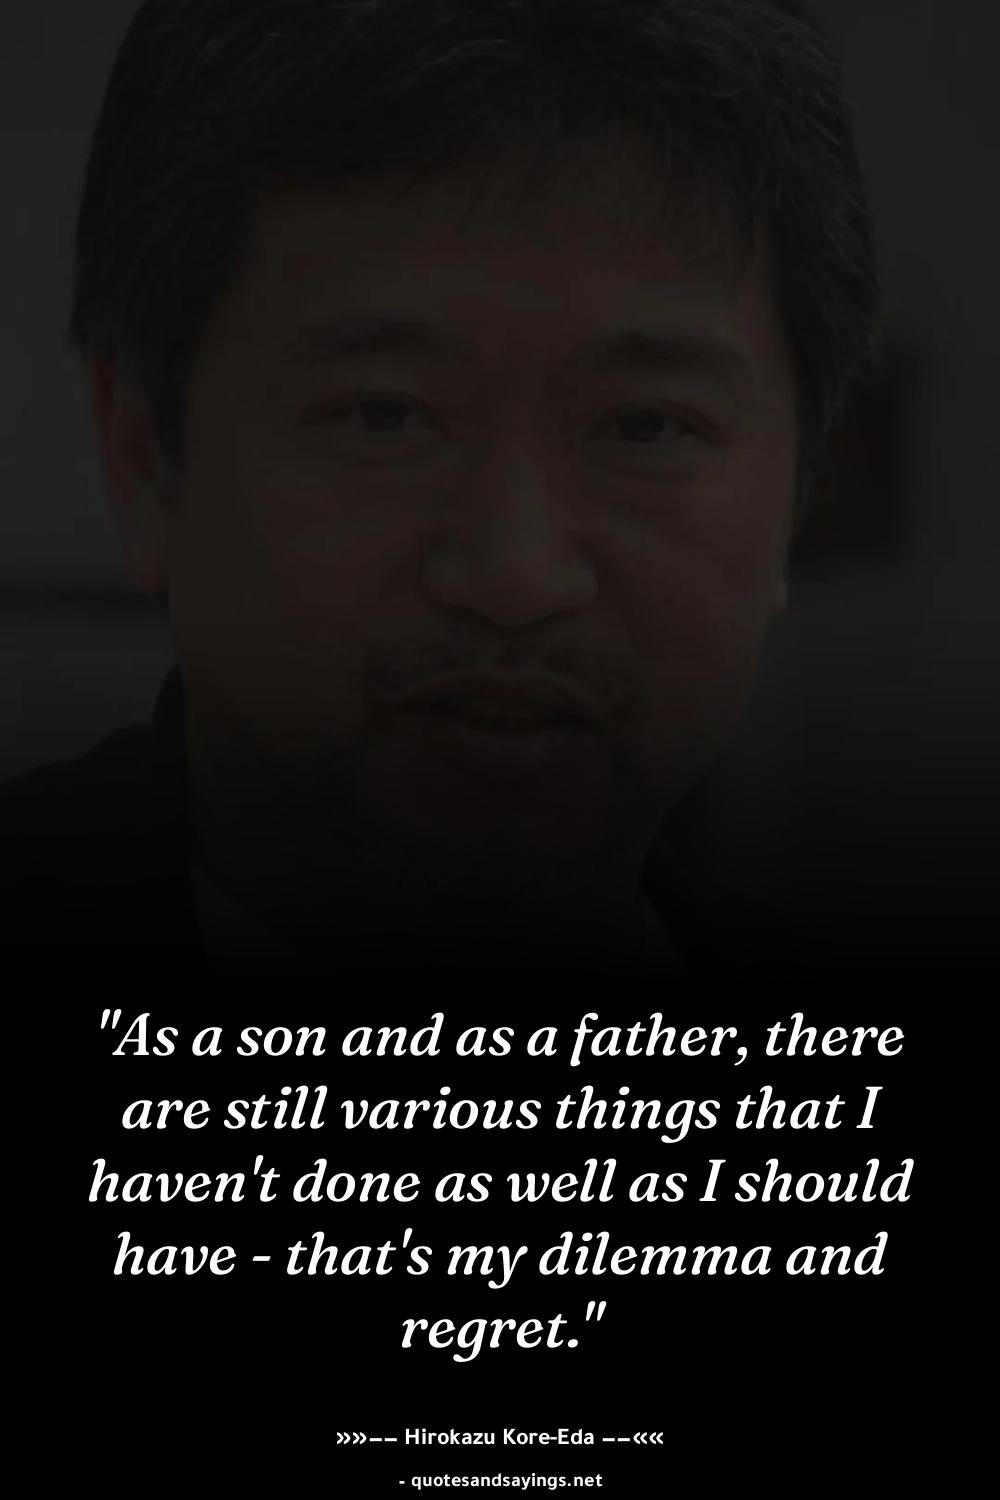 "As a son and as a father, there
are still various things that I
haven't done as well as I should
have - that's my dilemma and
regret."
»»–– Hirokazu Kore-Eda ––««
- quotesandsayings.net